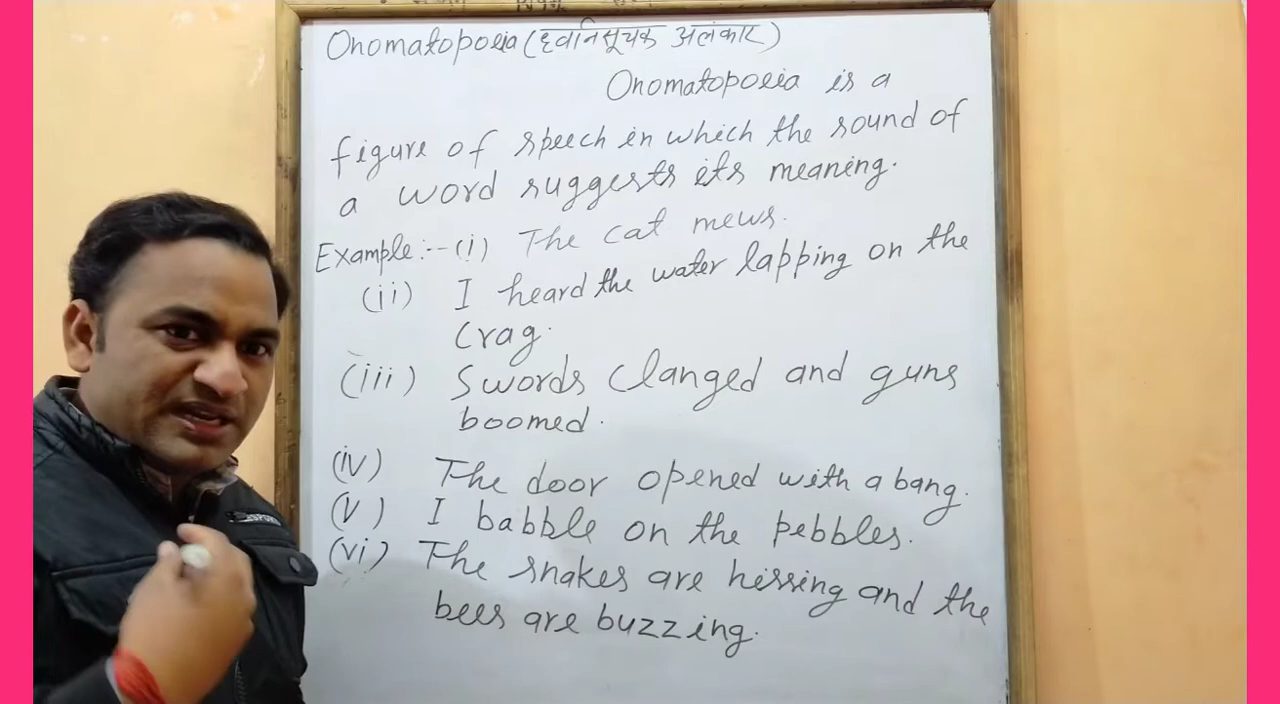 Onomatopoeia (ध्वनिसूचक अलंकार)
Onomatopoeia is a
figure of speech in which the sound of
a word suggests its meaning.
Example:-- (i) The cat mews.
(ii) I heard the water lapping on the
Crag.
(iii) Swords Clanged and guns
boomed.
(iv) The door opened with a bang.
(v) I babble on the pebbles.
(vi) The snakes are hissing and the
bees are buzzing.